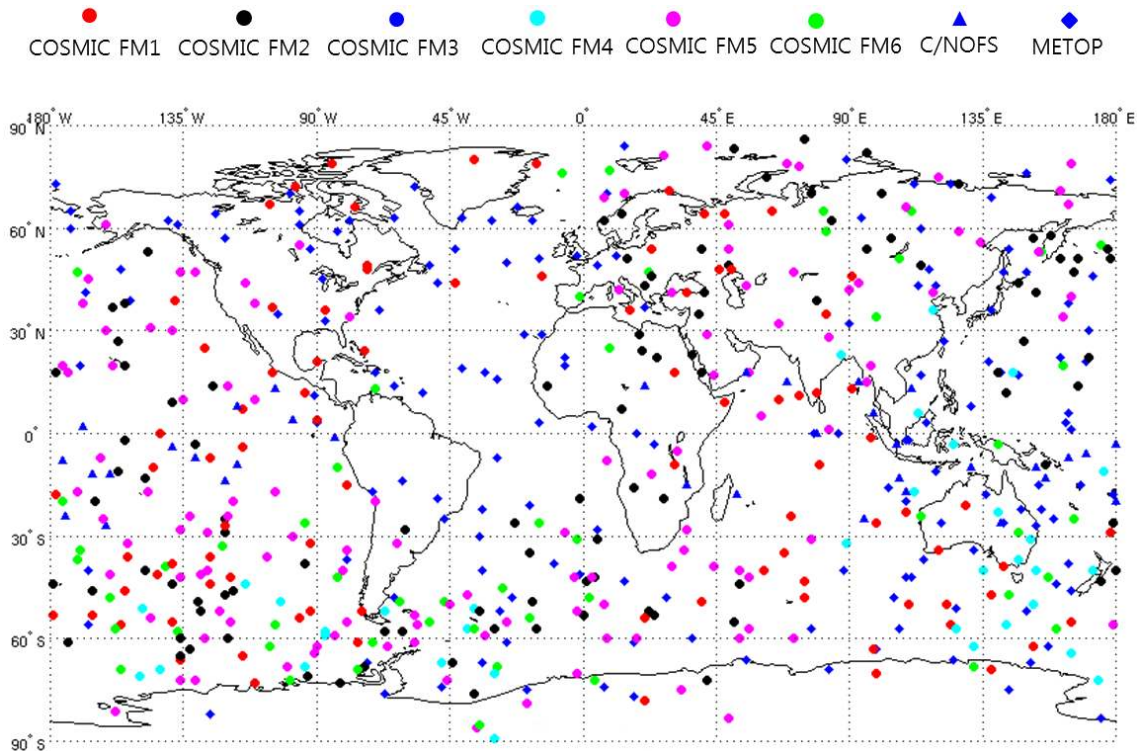 COSMIC FM1 COSMIC FM2 COSMIC FM3 COSMIC FM4 COSMIC FM5 COSMIC FM6 C/NOFS METOP
180° W 135° W 90° W 45° W 0° 45° E 90° E 135° E 180° E
90° N
60° N
30° N
0°
30° S
60° S
90° S